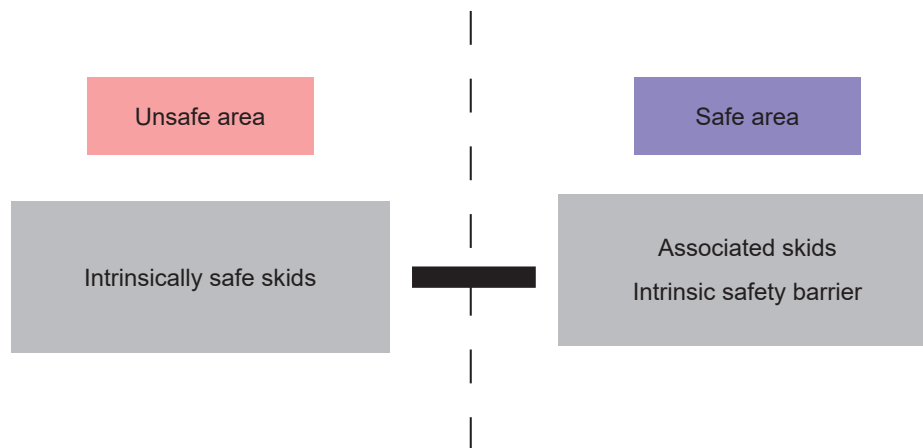 Unsafe area
Safe area
Intrinsically safe skids
Associated skids
Intrinsic safety barrier